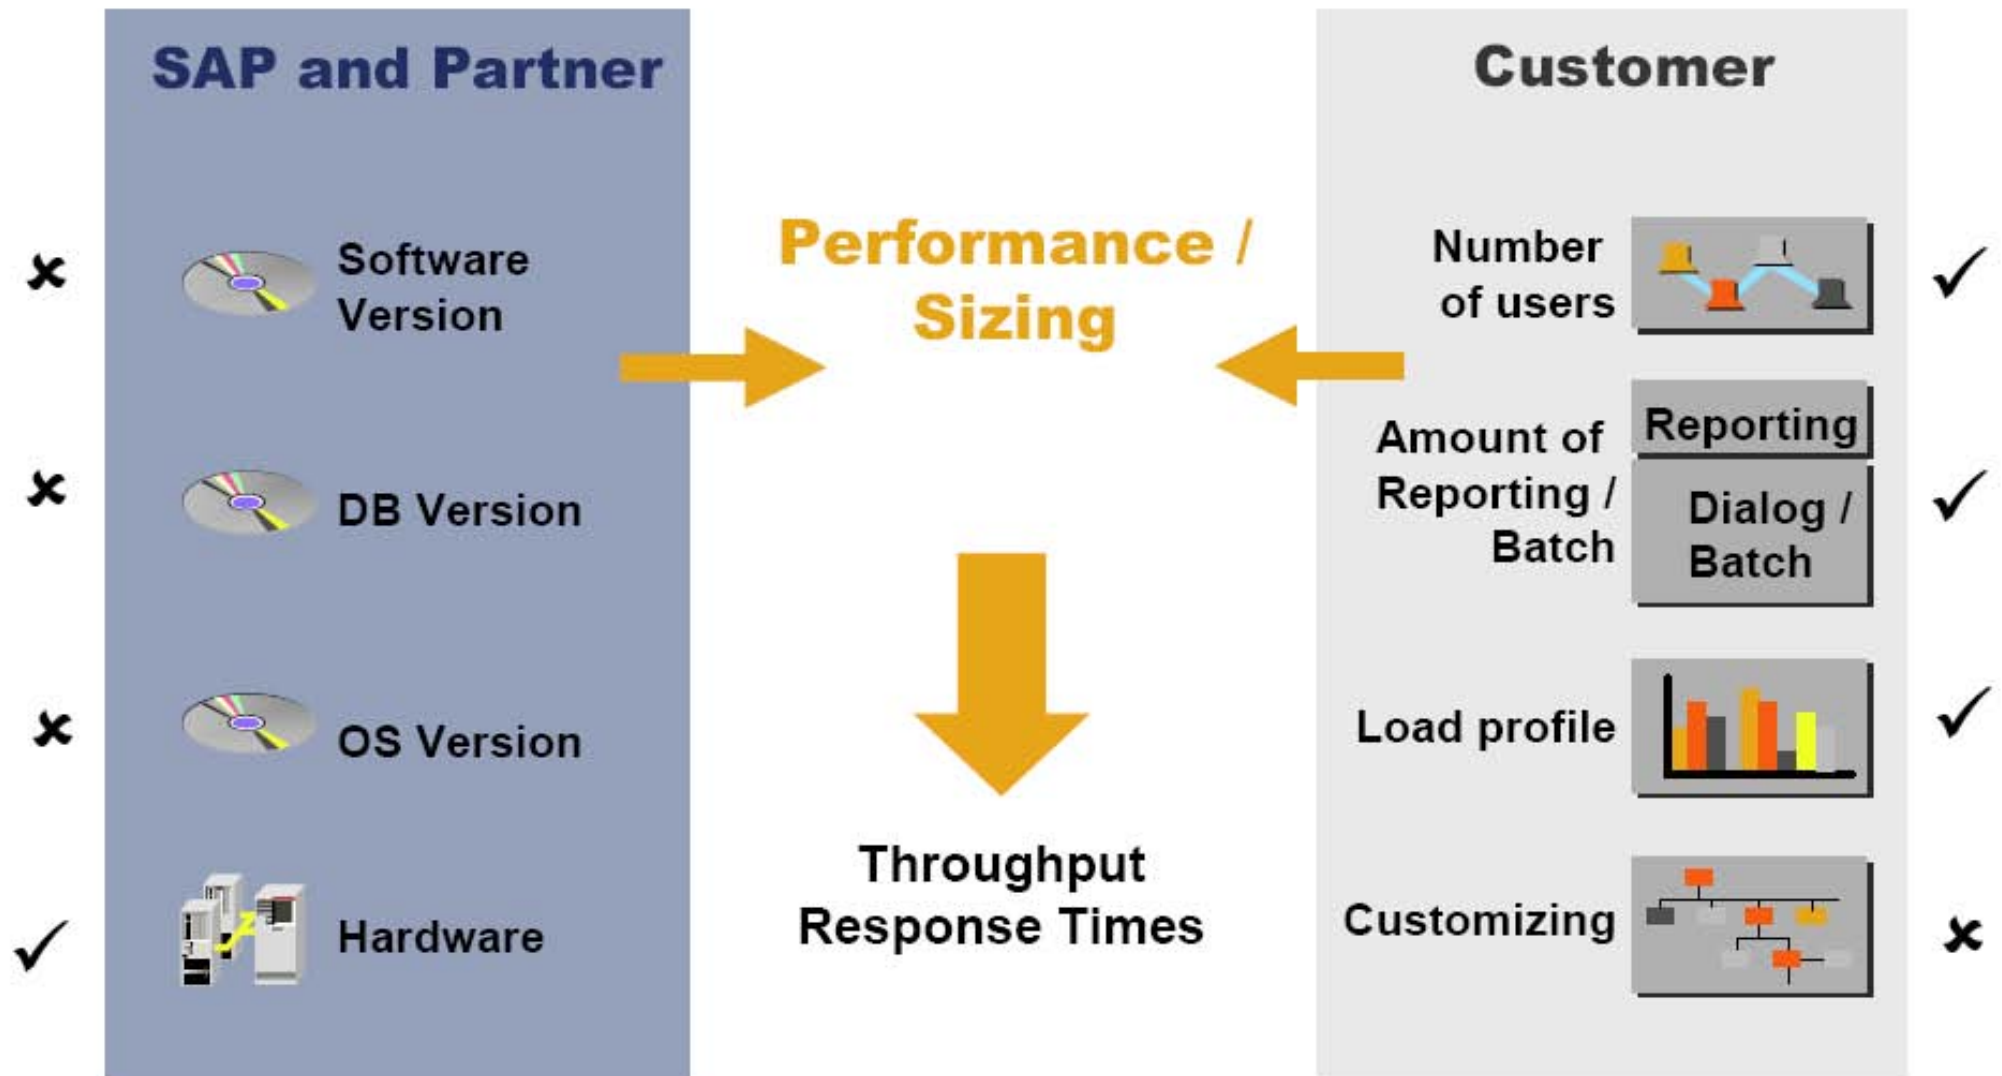 SAP and Partner
Software
Version
DB Version
OS Version
Hardware
Performance /
Sizing
Throughput
Response Times
Customer
Number
of users
Amount of
Reporting /
Batch
Reporting
Dialog /
Batch
Load profile
Customizing